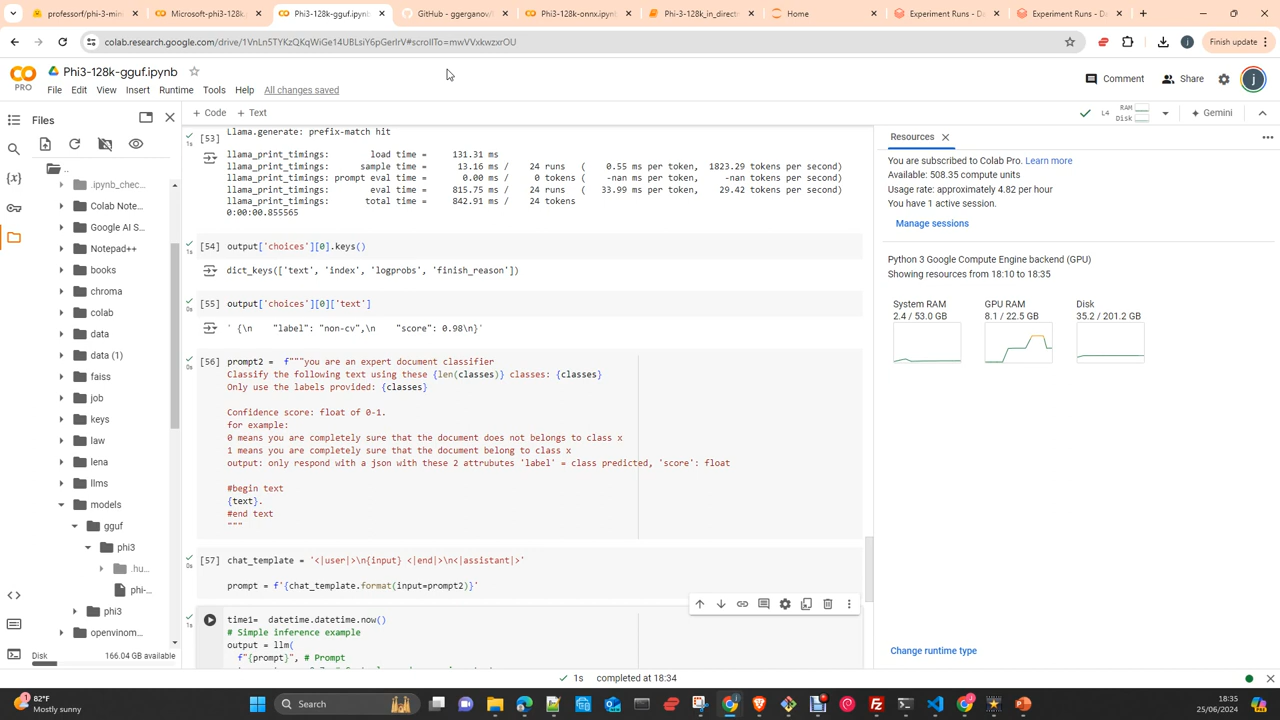 professorf/phi-3-mini
Microsoft-phi3-128k.
Phi3-128k-gguf.ipynb
GitHub - ggerganov/
Phi3-128k-onnx.ipynb
Phi3-128k_in_direct
Home
Experiment Runs - De
Experiment Runs - De
colab.research.google.com/drive/1VnLn5TYKzQKqWiGe14UBLsiY6pGerIrV#scrollTo=mwVVxkwzxrOU
Finish update
PRO
Phi3-128k-gguf.ipynb
File Edit View Insert Runtime Tools Help All changes saved
Comment Share
Files
+ Code + Text
L4 RAM Disk Gemini
..
.ipynb_chec...
Colab Note...
Google AI S...
Notepad++
books
chroma
colab
data
data (1)
faiss
job
keys
law
lena
llms
models
gguf
phi3
.hu...
phi-...
phi3
openvinom...
Disk 166.04 GB available
[53] Llama.generate: prefix-match hit
1s
llama_print_timings: load time = 131.31 ms
llama_print_timings: sample time = 13.16 ms / 24 runs ( 0.55 ms per token, 1823.29 tokens per second)
llama_print_timings: prompt eval time = 0.00 ms / 0 tokens ( -nan ms per token, -nan tokens per second)
llama_print_timings: eval time = 815.75 ms / 24 runs ( 33.99 ms per token, 29.42 tokens per second)
llama_print_timings: total time = 842.91 ms / 24 tokens
0:00:00.855565
[54] output['choices'][0].keys()
1s
dict_keys(['text', 'index', 'logprobs', 'finish_reason'])
[55] output['choices'][0]['text']
0s
' {\n "label": "non-cv",\n "score": 0.98\n}'
[56] prompt2 = f"""you are an expert document classifier
0s
Classify the following text using these {len(classes)} classes: {classes}
Only use the labels provided: {classes}
Confidence score: float of 0-1.
for example:
0 means you are completely sure that the document does not belongs to class x
1 means you are completely sure that the document belong to class x
output: only respond with a json with these 2 attrubutes 'label' = class predicted, 'score': float
#begin text
{text}.
#end text
"""
[57] chat_template = '<|user|>\n{input} <|end|>\n<|assistant|>'
0s
prompt = f'{chat_template.format(input=prompt2)}'
time1= datetime.datetime.now()
1s
# Simple inference example
output = llm(
f"{prompt}", # Prompt
1s completed at 18:34
Resources
You are subscribed to Colab Pro. Learn more
Available: 508.35 compute units
Usage rate: approximately 4.82 per hour
You have 1 active session.
Manage sessions
Python 3 Google Compute Engine backend (GPU)
Showing resources from 18:10 to 18:35
System RAM
2.4 / 53.0 GB
GPU RAM
8.1 / 22.5 GB
Disk
35.2 / 201.2 GB
Change runtime type
82°F
Mostly sunny
Search
18:35
25/06/2024